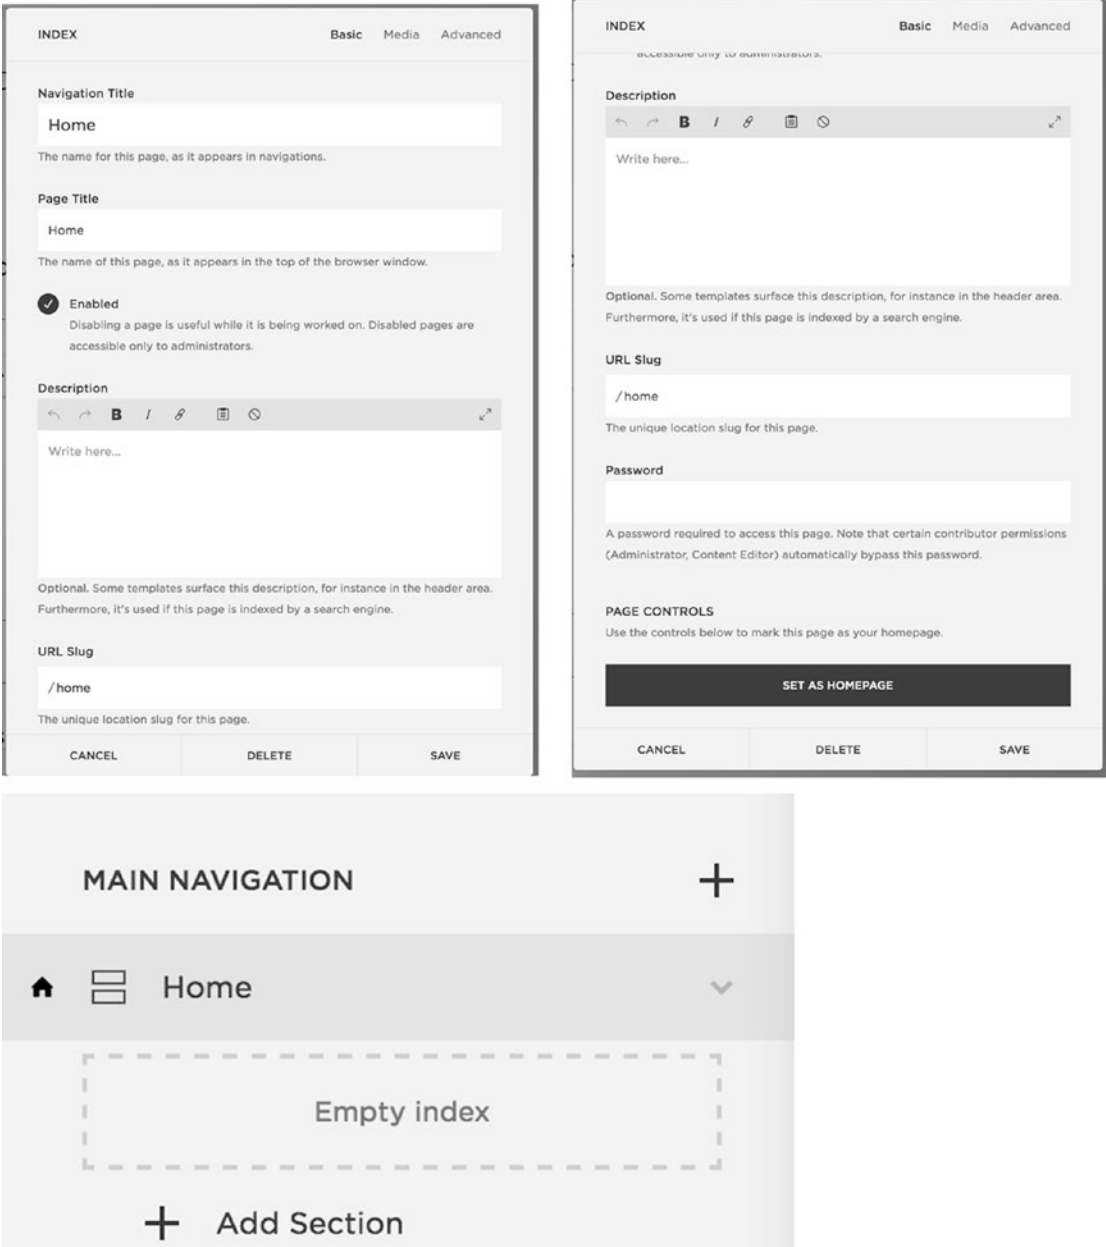 INDEX Basic Media Advanced
Navigation Title
Home
The name for this page, as it appears in navigations.
Page Title
Home
The name of this page, as it appears in the top of the browser window.
Enabled
Disabling a page is useful while it is being worked on. Disabled pages are
accessible only to administrators.
Description
B I
Write here...
Optional. Some templates surface this description, for instance in the header area.
Furthermore, it's used if this page is indexed by a search engine.
URL Slug
/home
The unique location slug for this page.
CANCEL DELETE SAVE
INDEX Basic Media Advanced
accessible only to administrators.
Description
B I
Write here...
Optional. Some templates surface this description, for instance in the header area.
Furthermore, it's used if this page is indexed by a search engine.
URL Slug
/home
The unique location slug for this page.
Password
A password required to access this page. Note that certain contributor permissions
(Administrator, Content Editor) automatically bypass this password.
PAGE CONTROLS
Use the controls below to mark this page as your homepage.
SET AS HOMEPAGE
CANCEL DELETE SAVE
MAIN NAVIGATION +
Home
Empty index
+ Add Section